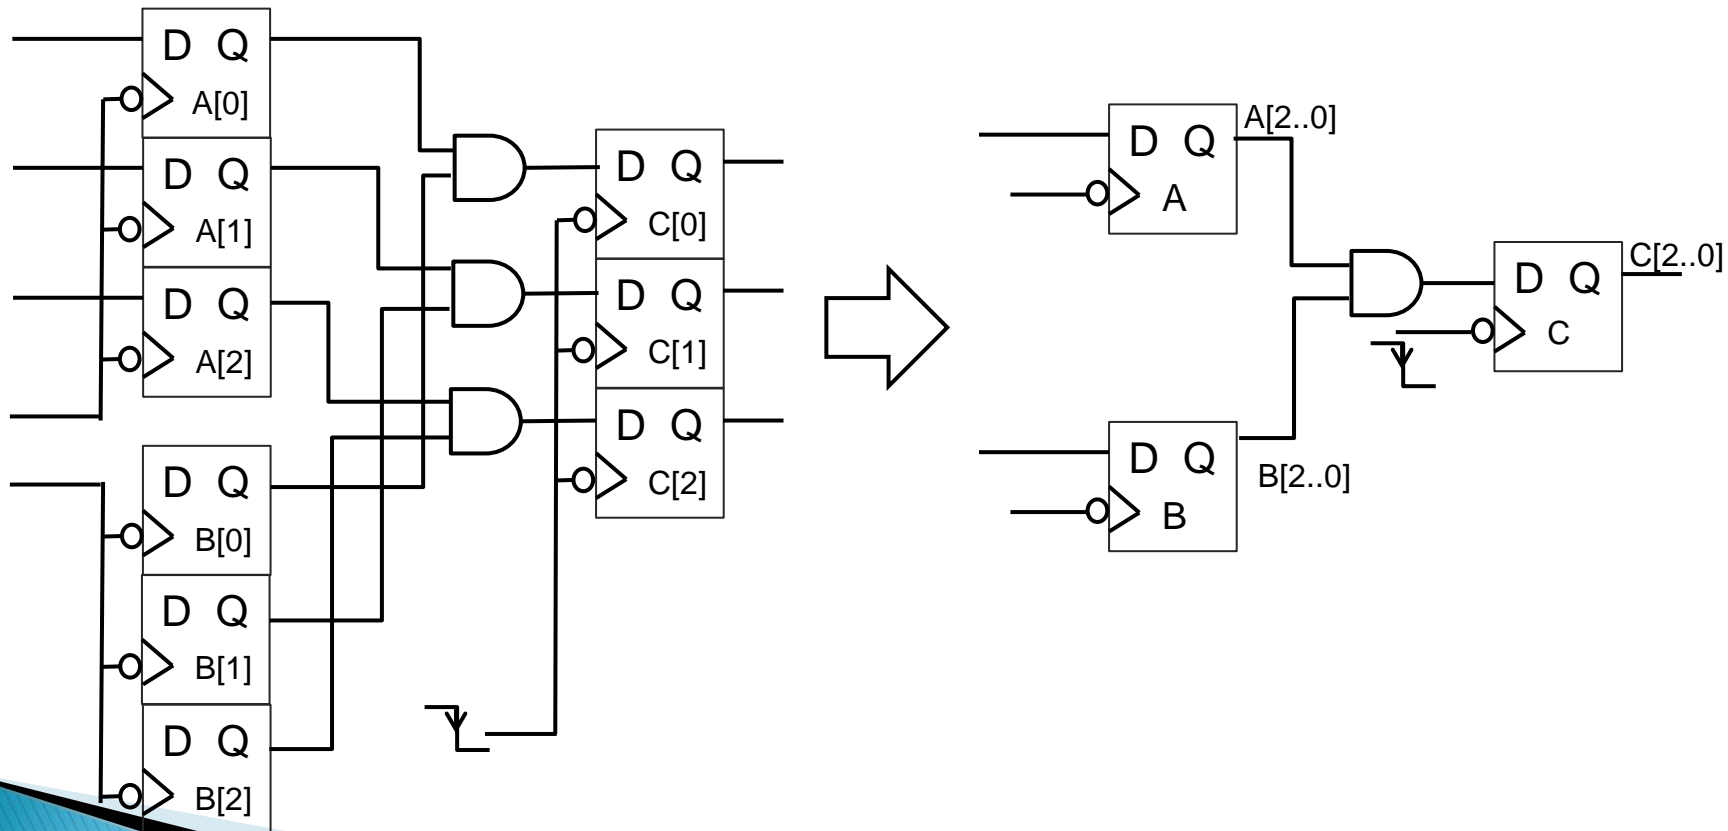 D Q
A[0]
D Q
A[1]
D Q
A[2]
D Q
B[0]
D Q
B[1]
D Q
B[2]
D Q
C[0]
D Q
C[1]
D Q
C[2]
D Q
A
A[2..0]
D Q
B
B[2..0]
D Q
C
C[2..0]